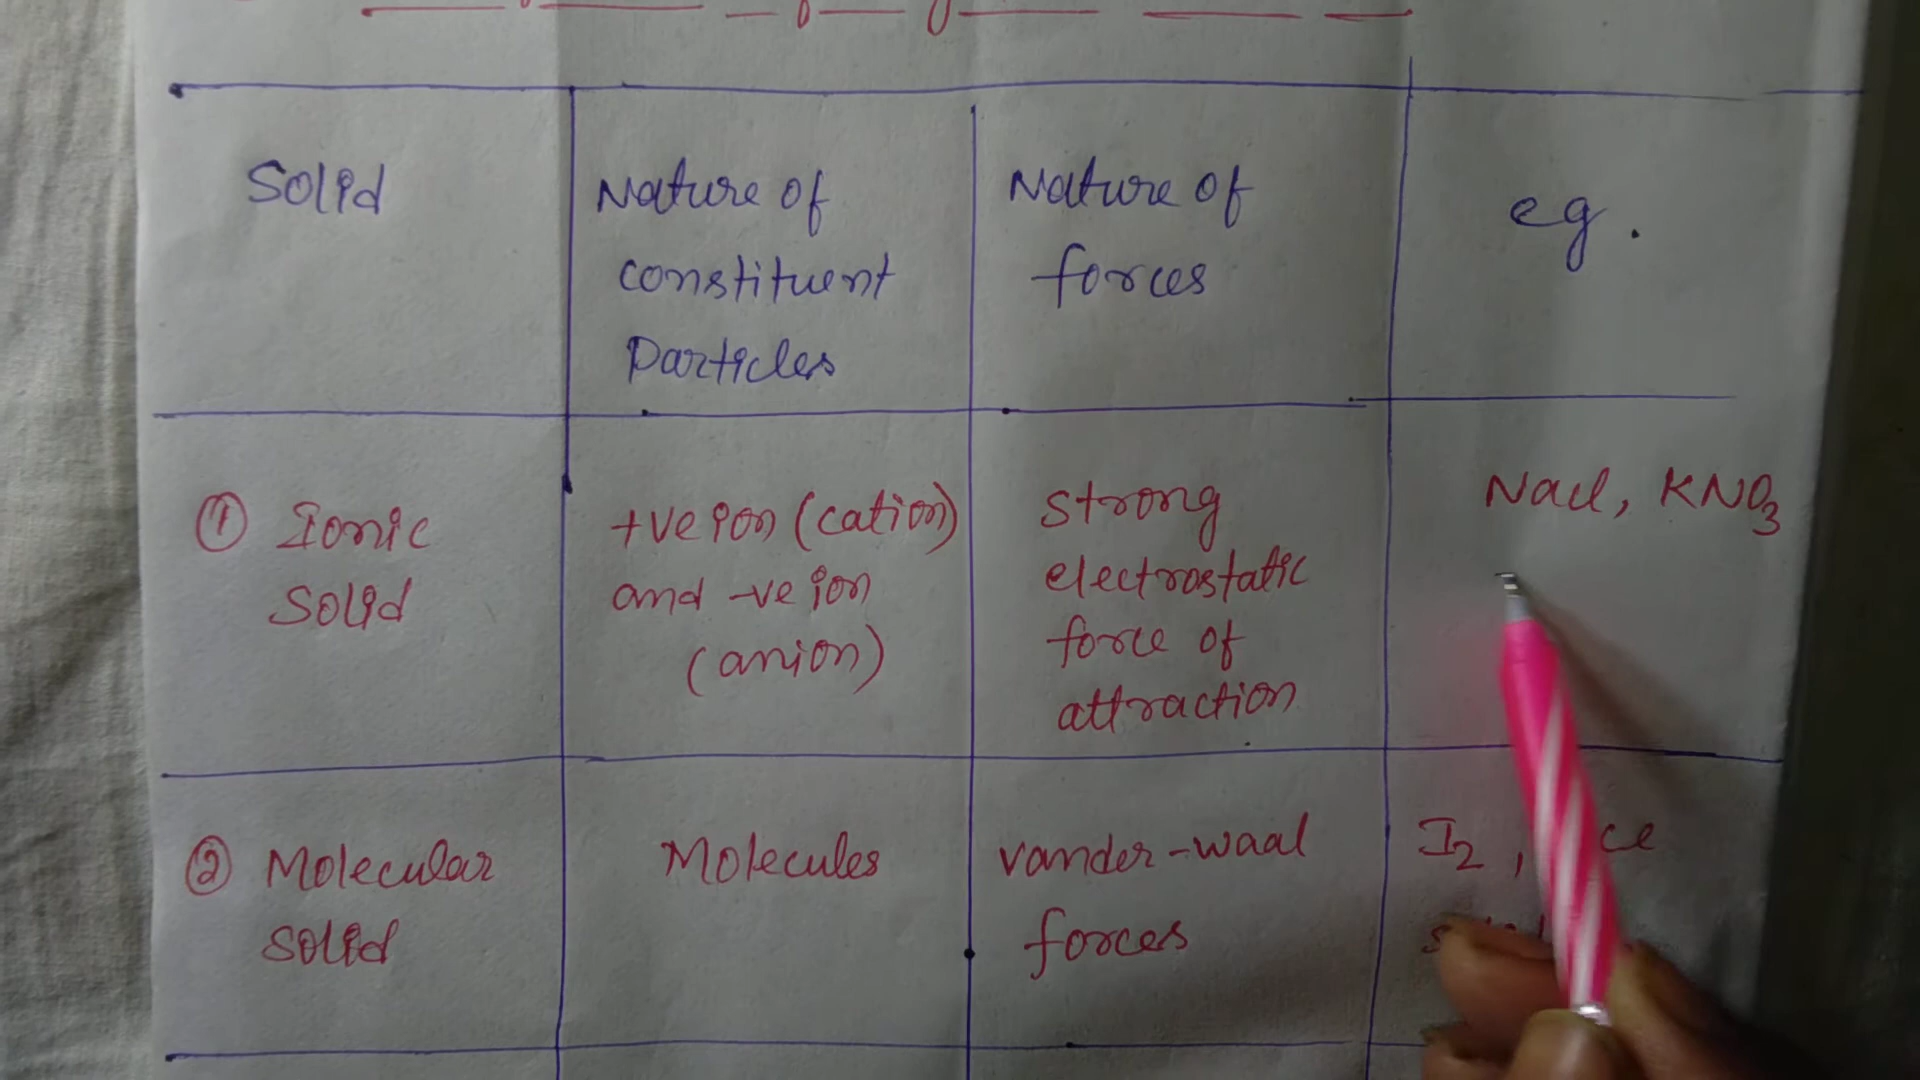 Solid
Nature of
constituent
Particles
Nature of
forces
eg.
① Ionic
Solid
+ve ion (cation)
and -ve ion
(anion)
strong
electrostatic
force of
attraction
NaCl, KNO3
② Molecular
solid
Molecules
vander-waal
forces
I2,